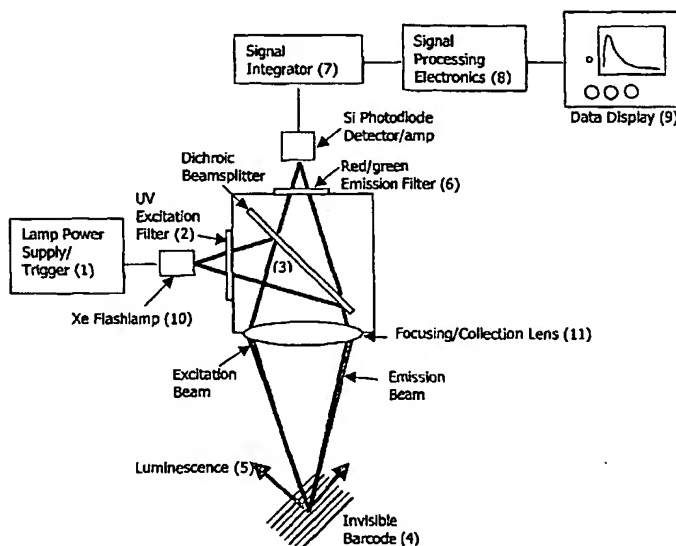 Signal
Integrator (7)
Signal
Processing
Electronics (8)
Data Display (9)
Si Photodiode
Detector/amp
Dichroic
Beamsplitter
Red/green
Emission Filter (6)
UV
Excitation
Filter (2)
Lamp Power
Supply/
Trigger (1)
(3)
Xe Flashlamp (10)
Focusing/Collection Lens (11)
Excitation
Beam
Emission
Beam
Luminescence (5)
Invisible
Barcode (4)